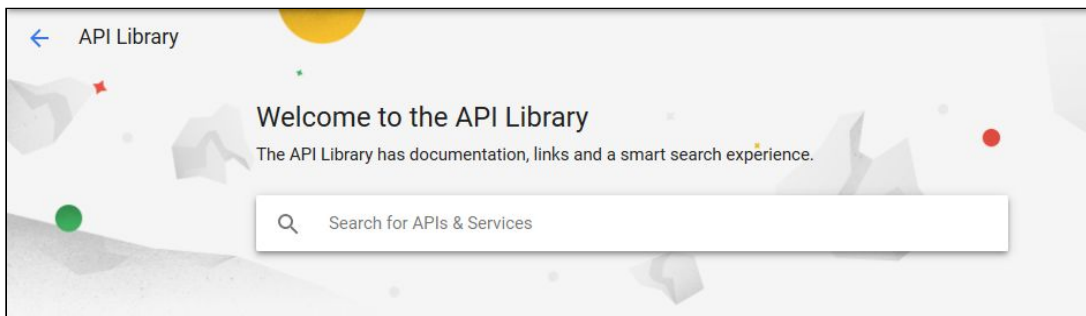 API Library
Welcome to the API Library
The API Library has documentation, links and a smart search experience.
Search for APIs & Services